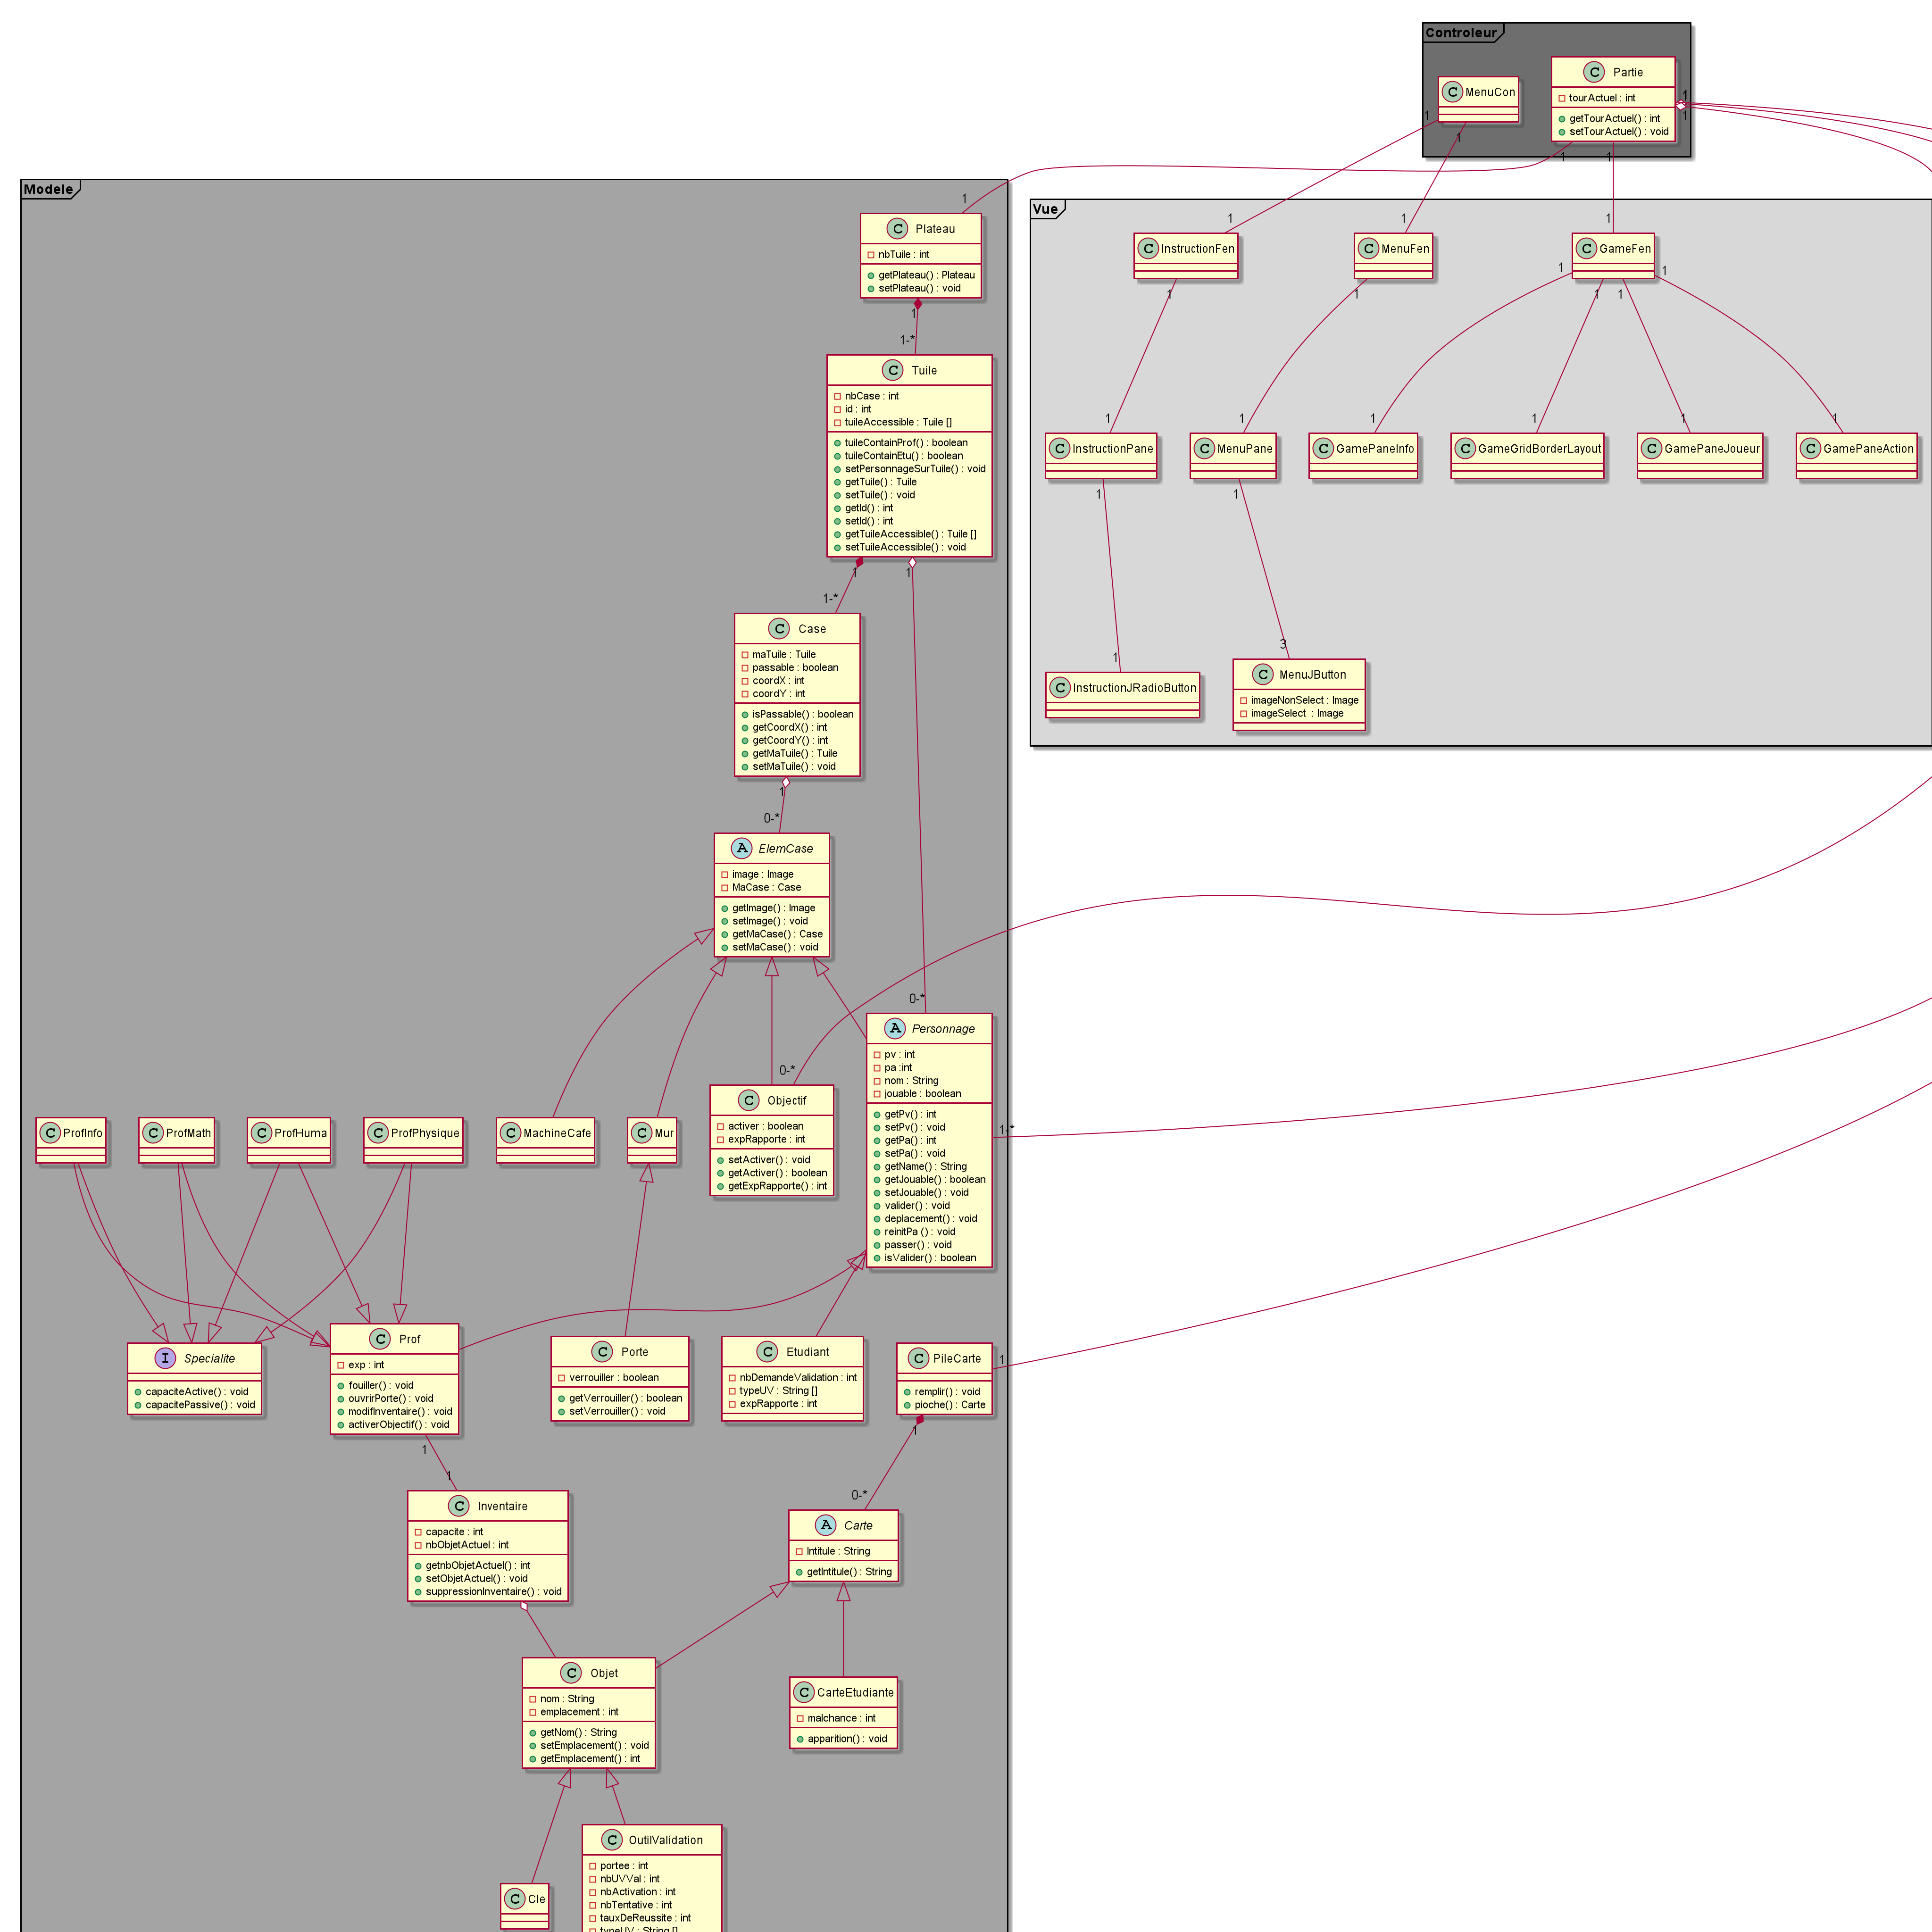 Controleur
C MenuCon
C Partie
tourActuel : int
getTourActuel() : int
setTourActuel() : void
1
1
1
1
1
1
Modele
1
C Plateau
nbTuile : int
getPlateau() : Plateau
setPlateau() : void
1
1-*
C Tuile
nbCase : int
id : int
tuileAccessible : Tuile []
tuileContainProf() : boolean
tuileContainEtu() : boolean
setPersonnageSurTuile() : void
getTuile() : Tuile
setTuile() : void
getId() : int
setId() : int
getTuileAccessible() : Tuile []
setTuileAccessible() : void
1
1
1-*
C Case
maTuile : Tuile
passable : boolean
coordX : int
coordY : int
isPassable() : boolean
getCoordX() : int
getCoordY() : int
getMaTuile() : Tuile
setMaTuile() : void
1
0-*
A ElemCase
image : Image
MaCase : Case
getImage() : Image
setImage() : void
getMaCase() : Case
setMaCase() : void
0-*
A Personnage
pv : int
pa :int
nom : String
jouable : boolean
getPv() : int
setPv() : void
getPa() : int
setPa() : void
getName() : String
getJouable() : boolean
setJouable() : void
valider() : void
deplacement() : void
reinitPa () : void
passer() : void
isValider() : boolean
1-*
0-*
C Objectif
activer : boolean
expRapporte : int
setActiver() : void
getActiver() : boolean
getExpRapporte() : int
C ProfInfo
C ProfMath
C ProfHuma
C ProfPhysique
C MachineCafe
C Mur
I Specialite
capaciteActive() : void
capacitePassive() : void
C Prof
exp : int
fouiller() : void
ouvrirPorte() : void
modifInventaire() : void
activerObjectif() : void
C Porte
verrouiller : boolean
getVerrouiller() : boolean
setVerrouiller() : void
C Etudiant
nbDemandeValidation : int
typeUV : String []
expRapporte : int
C PileCarte
remplir() : void
pioche() : Carte
1
1
0-*
1
1
C Inventaire
capacite : int
nbObjetActuel : int
getnbObjetActuel() : int
setObjetActuel() : void
suppressionInventaire() : void
A Carte
Intitule : String
getIntitule() : String
C Objet
nom : String
emplacement : int
getNom() : String
setEmplacement() : void
getEmplacement() : int
C CarteEtudiante
malchance : int
apparition() : void
C Cle
C OutilValidation
portee : int
nbUVVal : int
nbActivation : int
nbTentative : int
tauxDeReussite : int
typeUV : String []
Vue
1
1
1
C InstructionFen
C MenuFen
C GameFen
1
1
1
1
1
1
1
1
1
1
1
1
C InstructionPane
C MenuPane
C GamePaneInfo
C GameGridBorderLayout
C GamePaneJoueur
C GamePaneAction
1
1
1
3
C InstructionJRadioButton
C MenuJButton
imageNonSelect : Image
imageSelect : Image